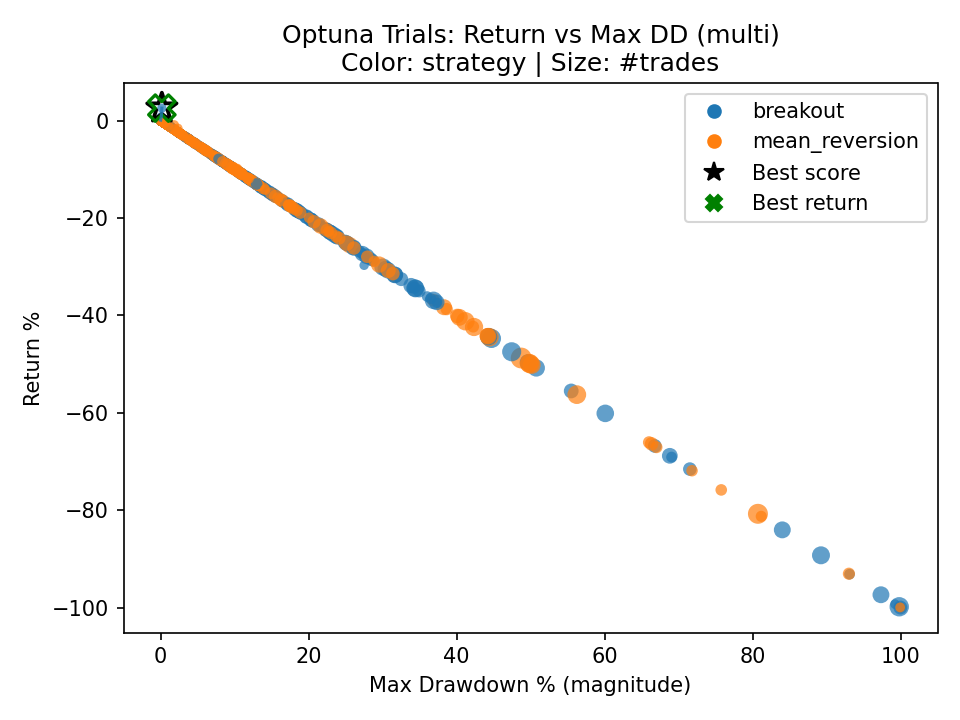 Optuna Trials: Return vs Max DD (multi)
Color: strategy | Size: #trades
breakout
mean_reversion
Best score
Best return
Return %
0
−20
−40
−60
−80
−100
0 20 40 60 80 100
Max Drawdown % (magnitude)